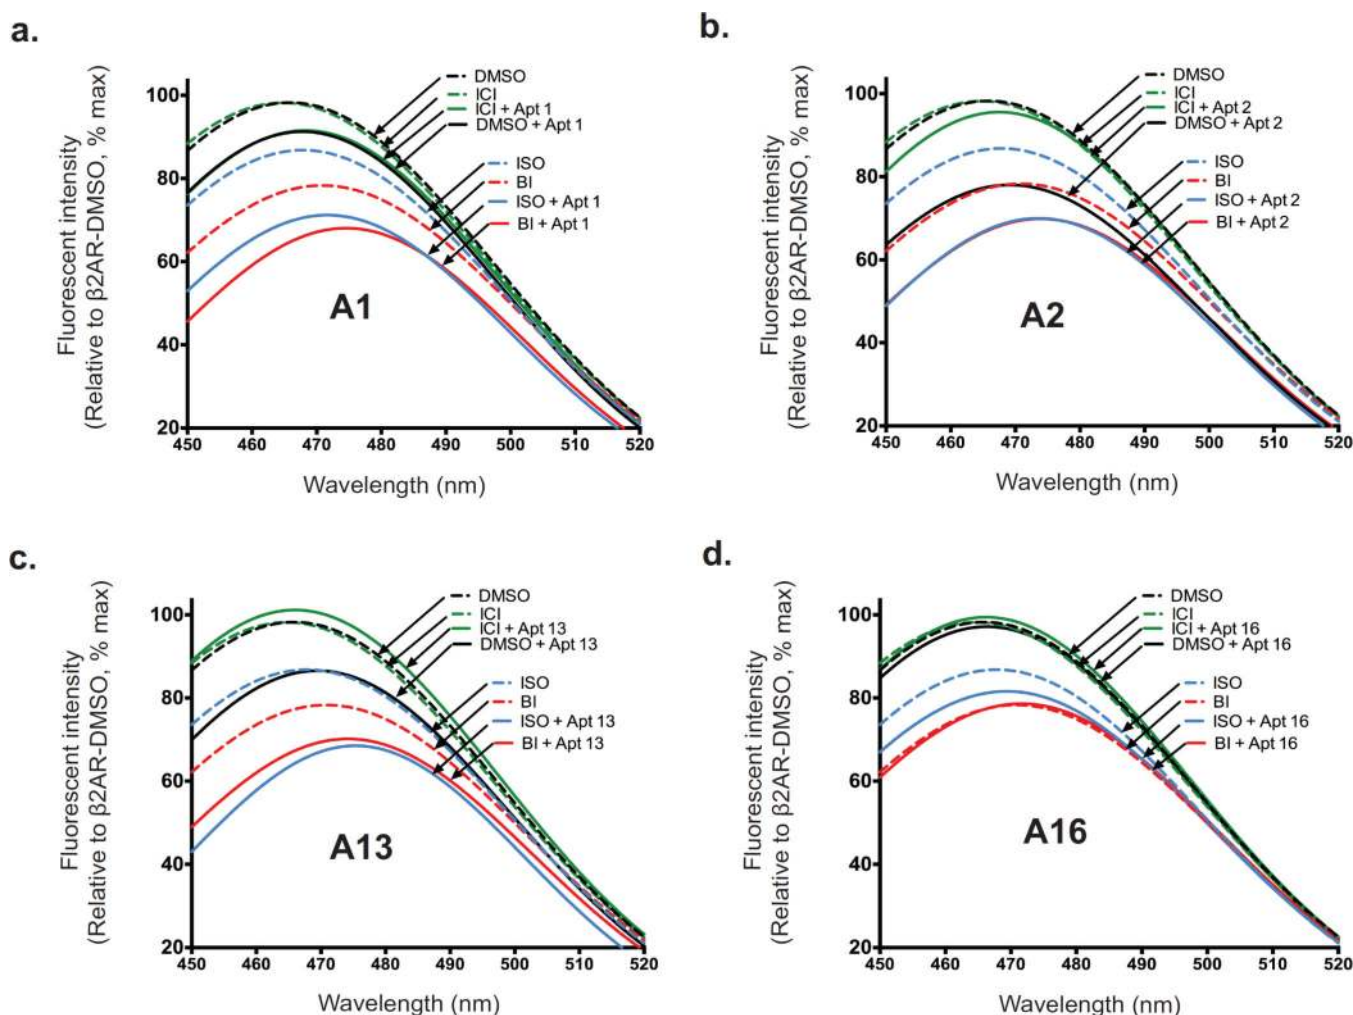 a.
Fluorescent intensity
(Relative to β2AR-DMSO, % max)
100
80
60
40
20
450 460 470 480 490 500 510 520
Wavelength (nm)
DMSO
ICI
ICI + Apt 1
DMSO + Apt 1
ISO
BI
ISO + Apt 1
BI + Apt 1
A1
b.
Fluorescent intensity
(Relative to β2AR-DMSO, % max)
100
80
60
40
20
450 460 470 480 490 500 510 520
Wavelength (nm)
DMSO
ICI
ICI + Apt 2
DMSO + Apt 2
ISO
BI
ISO + Apt 2
BI + Apt 2
A2
c.
Fluorescent intensity
(Relative to β2AR-DMSO, % max)
100
80
60
40
20
450 460 470 480 490 500 510 520
Wavelength (nm)
DMSO
ICI
ICI + Apt 13
DMSO + Apt 13
ISO
BI
ISO + Apt 13
BI + Apt 13
A13
d.
Fluorescent intensity
(Relative to β2AR-DMSO, % max)
100
80
60
40
20
450 460 470 480 490 500 510 520
Wavelength (nm)
DMSO
ICI
ICI + Apt 16
DMSO + Apt 16
ISO
BI
ISO + Apt 16
BI + Apt 16
A16